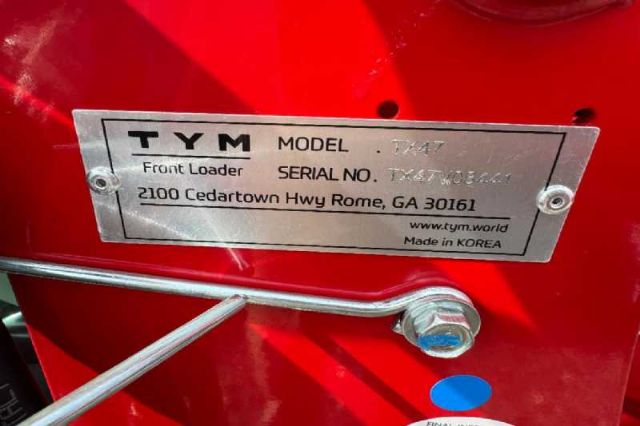 TYM MODEL . TX47
Front Loader SERIAL NO.
2100 Cedartown Hwy Rome, GA 30161
www.tym.world
Made in KOREA